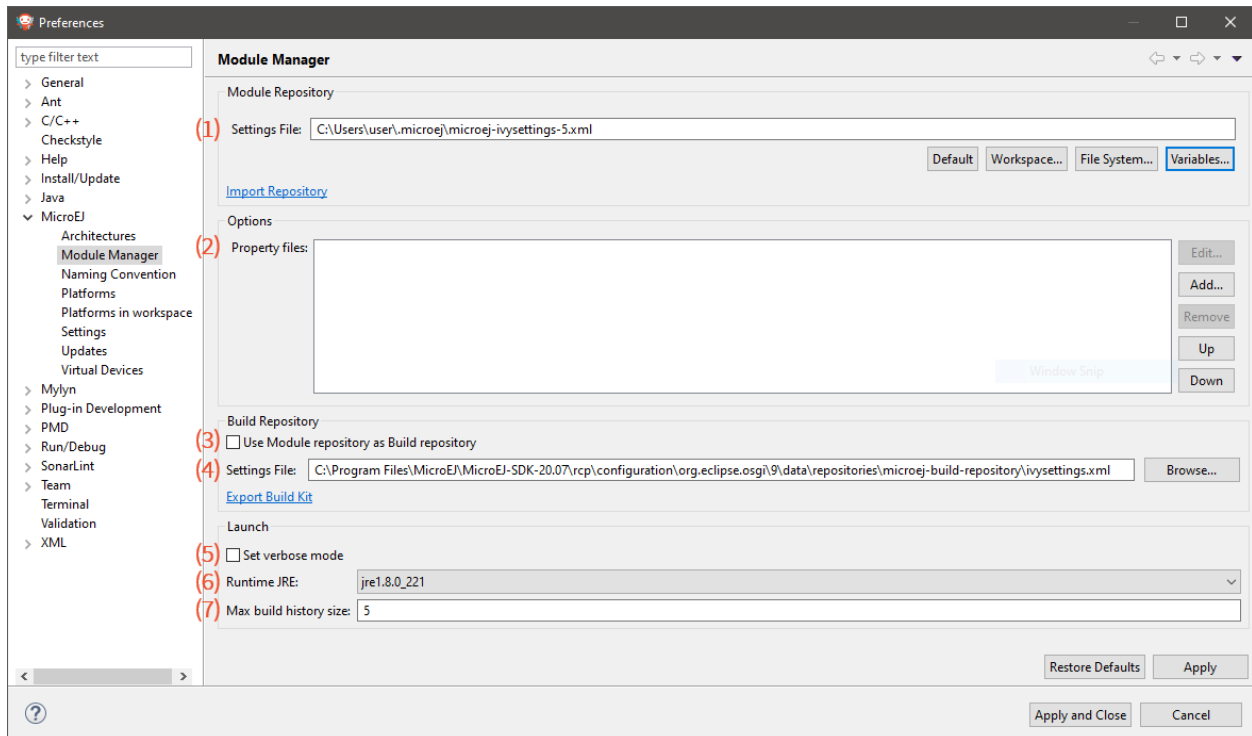 Preferences
type filter text
General
Ant
C/C++
Checkstyle
Help
Install/Update
Java
MicroEJ
Architectures
Module Manager
Naming Convention
Platforms
Platforms in workspace
Settings
Updates
Virtual Devices
Mylyn
Plug-in Development
PMD
Run/Debug
SonarLint
Team
Terminal
Validation
XML
Module Manager
Module Repository
(1) Settings File: C:\Users\user\.microej\microej-ivysettings-5.xml
Default Workspace... File System... Variables...
Import Repository
Options
(2) Property files:
Edit...
Add...
Remove
Up
Window Snip
Down
Build Repository
(3) Use Module repository as Build repository
(4) Settings File: C:\Program Files\MicroEJ\MicroEJ-SDK-20.07\rcp\configuration\org.eclipse.osgi\9\data\repositories\microej-build-repository\ivysettings.xml Browse...
Export Build Kit
Launch
(5) Set verbose mode
(6) Runtime JRE: jre1.8.0_221
(7) Max build history size: 5
Restore Defaults Apply
? Apply and Close Cancel